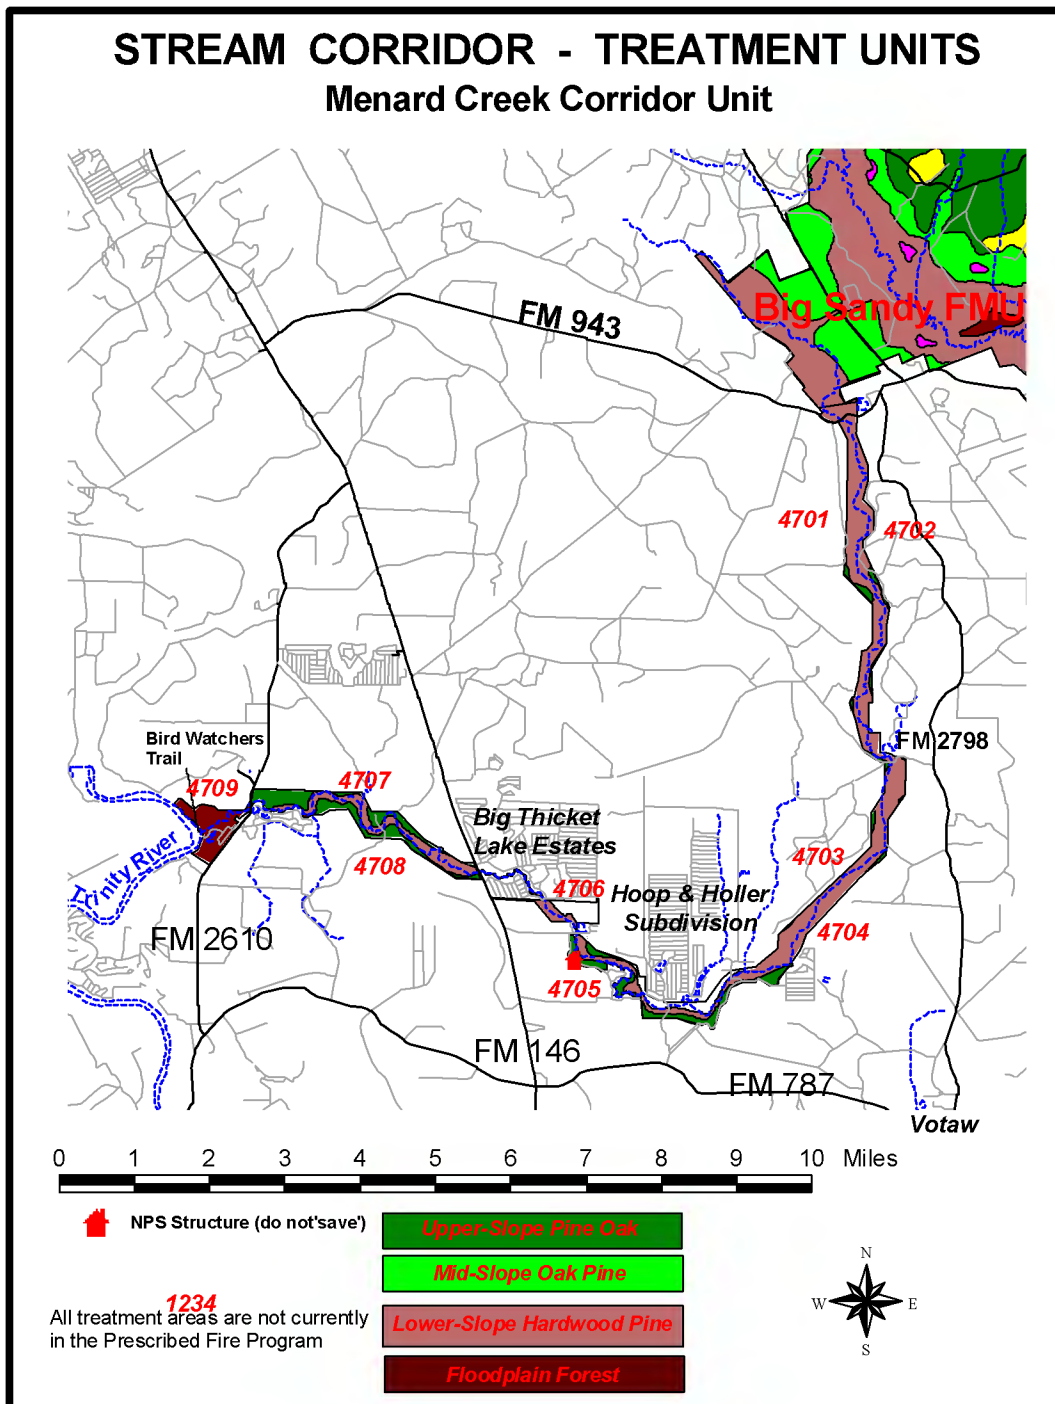 STREAM CORRIDOR - TREATMENT UNITS
Menard Creek Corridor Unit
Big Sandy FMU
FM 943
4701
4702
FM 2798
Bird Watchers
Trail
4709
4707
Big Thicket
Lake Estates
Trinity River
4708
4706
Hoop & Holler
Subdivision
4703
4704
FM 2610
4705
FM 146
FM 787
Votaw
0 1 2 3 4 5 6 7 8 9 10 Miles
NPS Structure (do not'save')
Upper-Slope Pine Oak
Mid-Slope Oak Pine
1234
All treatment areas are not currently
in the Prescribed Fire Program
Lower-Slope Hardwood Pine
Floodplain Forest
N
W E
S